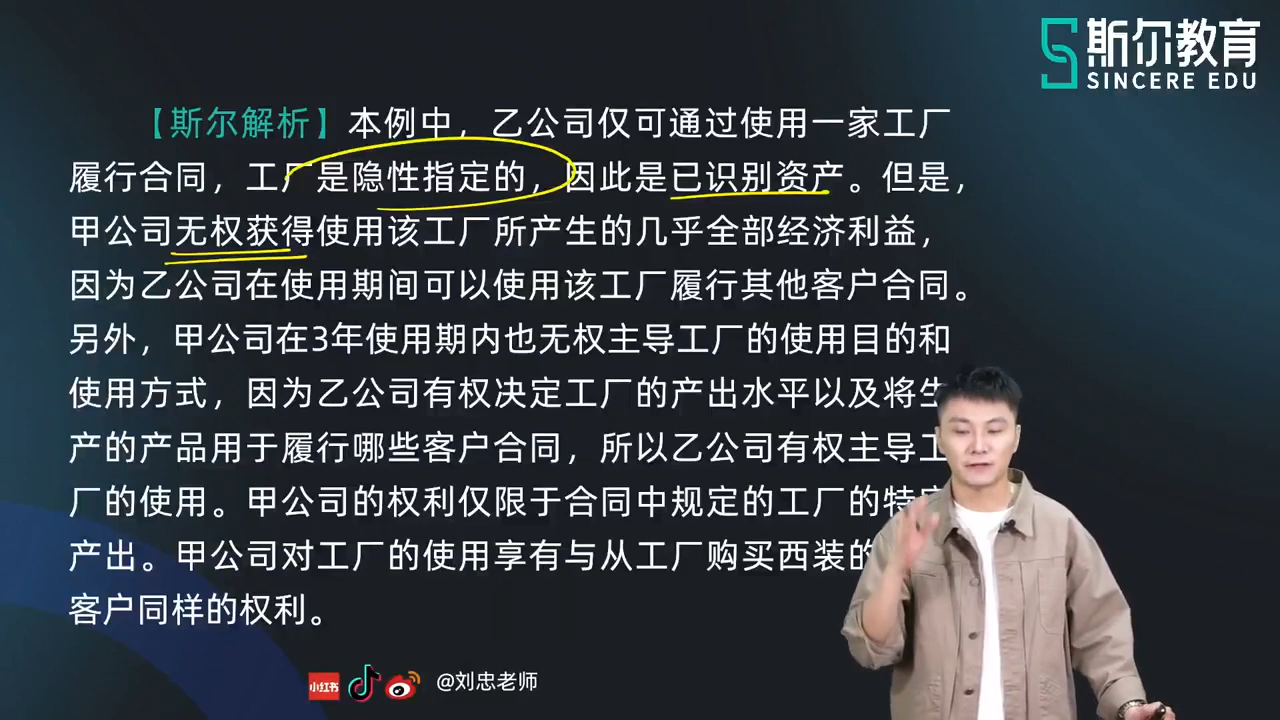 斯尔教育
SINCERE EDU
【斯尔解析】本例中，乙公司仅可通过使用一家工厂
履行合同，工厂是隐性指定的，因此是已识别资产。但是，
甲公司无权获得使用该工厂所产生的几乎全部经济利益，
因为乙公司在使用期间可以使用该工厂履行其他客户合同。
另外，甲公司在3年使用期内也无权主导工厂的使用目的和
使用方式，因为乙公司有权决定工厂的产出水平以及将生
产的产品用于履行哪些客户合同，所以乙公司有权主导工
厂的使用。甲公司的权利仅限于合同中规定的工厂的特
产出。甲公司对工厂的使用享有与从工厂购买西装的
客户同样的权利。
小红书
@刘忠老师